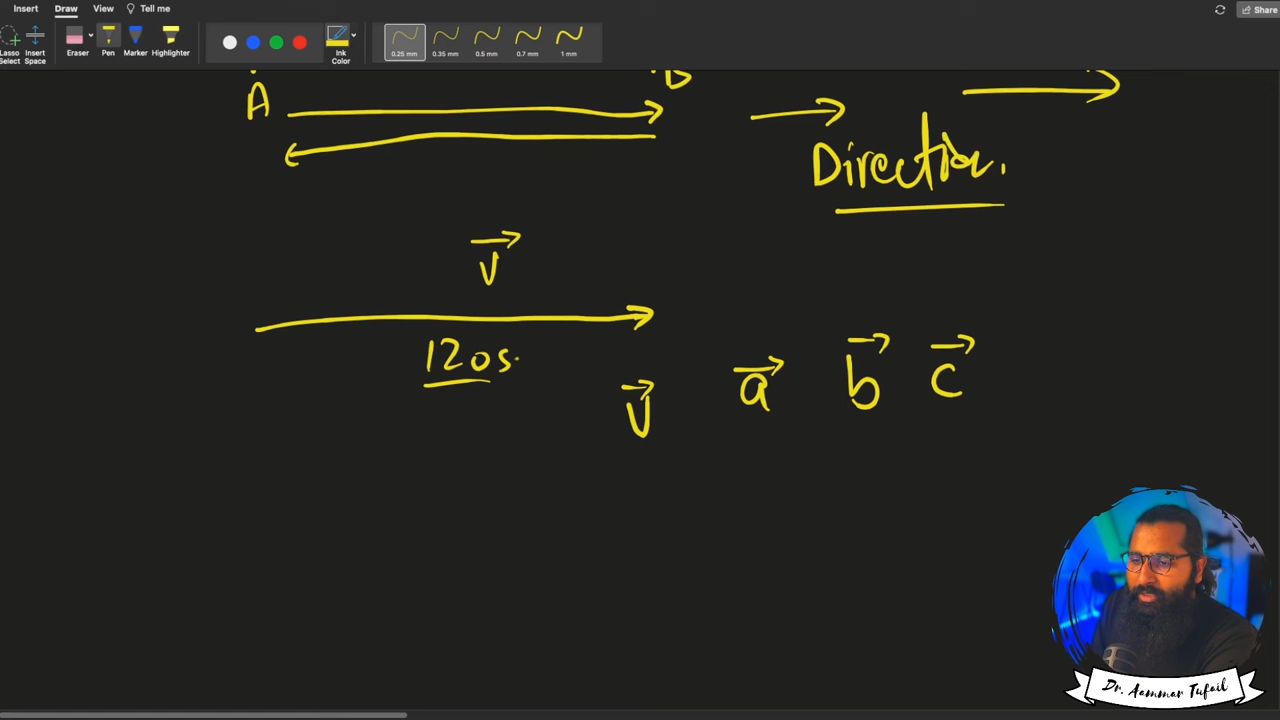 Insert Draw View Tell me
Share
Lasso Select
Insert Space
Eraser
Pen
Marker
Highlighter
Ink Color
0.25 mm
0.35 mm
0.5 mm
0.7 mm
1 mm
A
B
Direction.
v
120s.
v a b c
Dr. Aammar Tufail